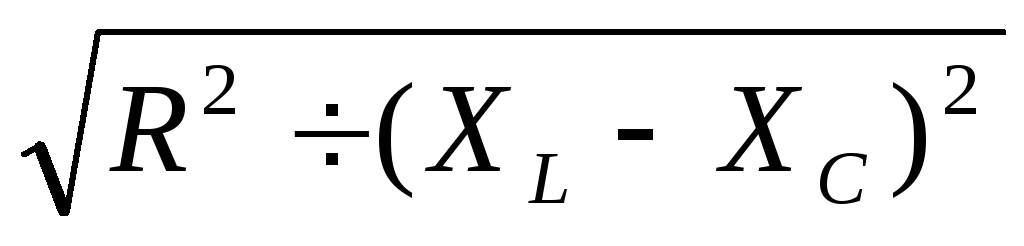 √R² ÷(X_L - X_C)²